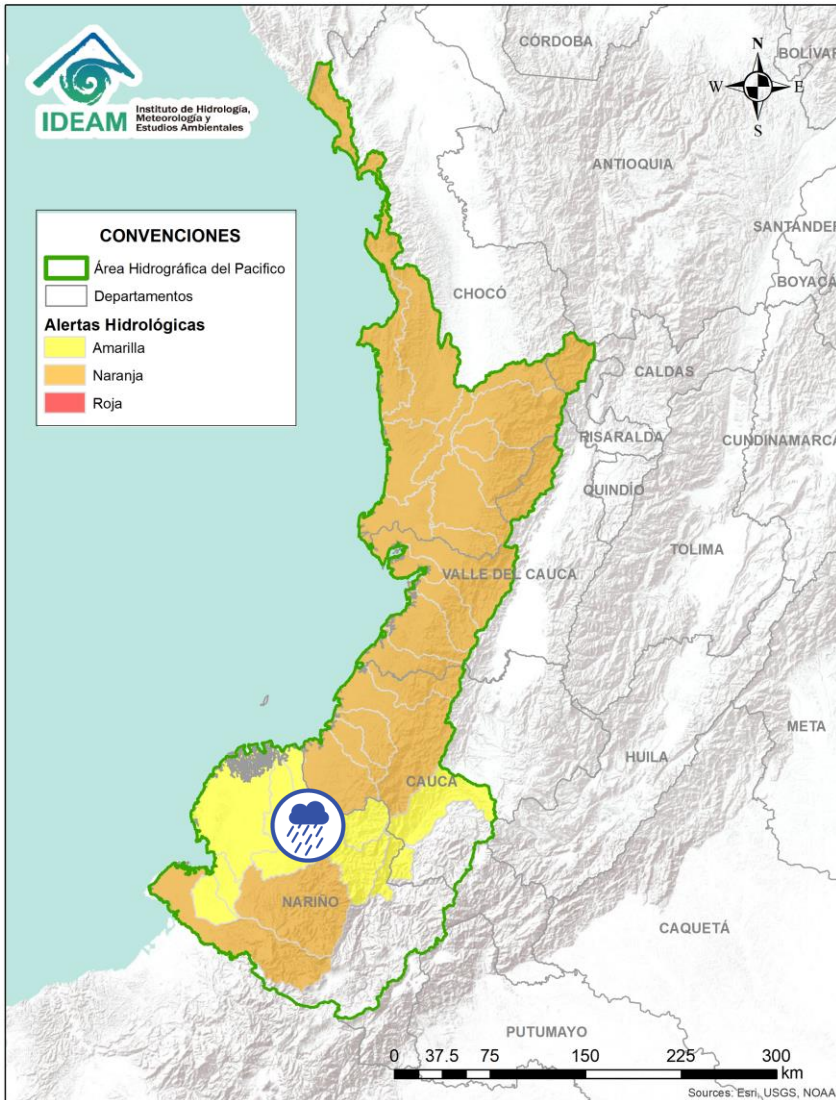 IDEAM
Instituto de Hidrología,
Meteorología y
Estudios Ambientales
CÓRDOBA
BOLÍVAR
N
W
E
S
ANTIOQUIA
SANTANDER
BOYACÁ
CONVENCIONES
Área Hidrográfica del Pacifico
Departamentos
Alertas Hidrológicas
Amarilla
Naranja
Roja
CHOCÓ
CALDAS
RISARALDA
CUNDINAMARCA
QUINDÍO
TOLIMA
VALLE DEL CAUCA
META
HUILA
CAUCA
NARIÑO
CAQUETÁ
PUTUMAYO
0 37.5 75 150 225 300
km
Sources: Esri, USGS, NOAA